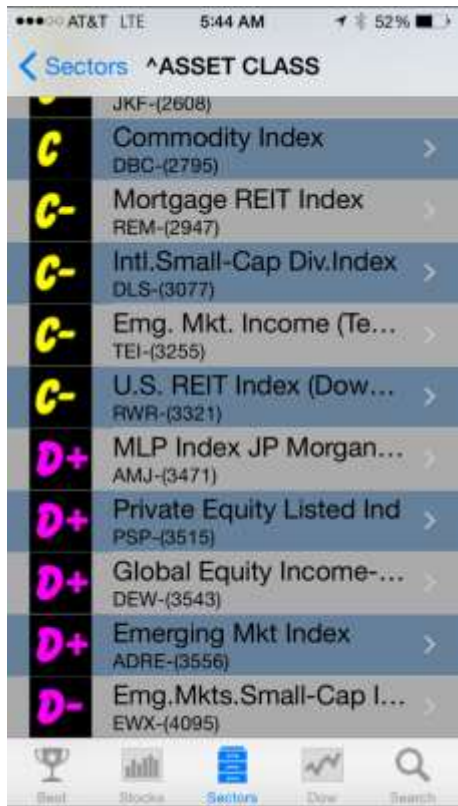 AT&T LTE 5:44 AM 52%
Sectors ^ASSET CLASS
JKF-(2608)
C Commodity Index
DBC-(2795)
C- Mortgage REIT Index
REM-(2947)
C- Intl.Small-Cap Div.Index
DLS-(3077)
C- Emg. Mkt. Income (Te...
TEI-(3255)
C- U.S. REIT Index (Dow...
RWR-(3321)
D+ MLP Index JP Morgan...
AMJ-(3471)
D+ Private Equity Listed Ind
PSP-(3515)
D+ Global Equity Income-...
DEW-(3543)
D+ Emerging Mkt Index
ADRE-(3556)
D- Emg.Mkts.Small-Cap I...
EWX-(4095)
Best Stocks Sectors Dow Search